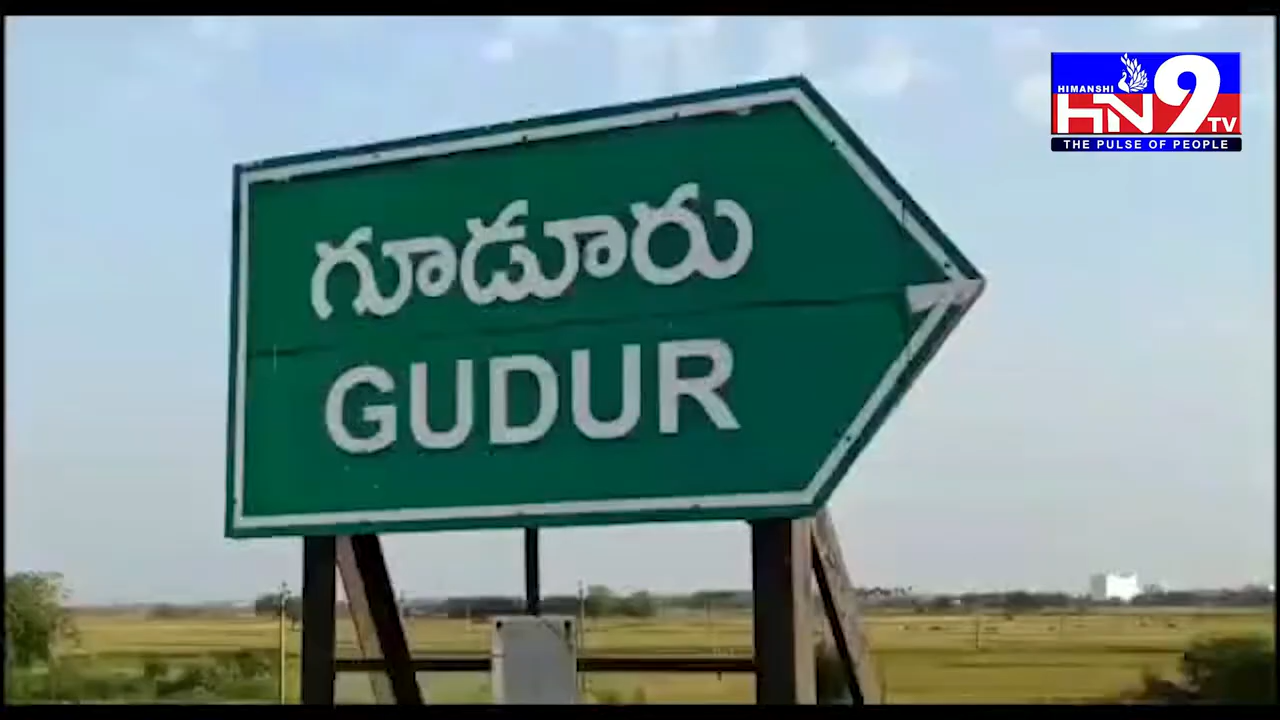 గూడూరు
GUDUR
HIMANSHI
HN9
TV
THE PULSE OF PEOPLE